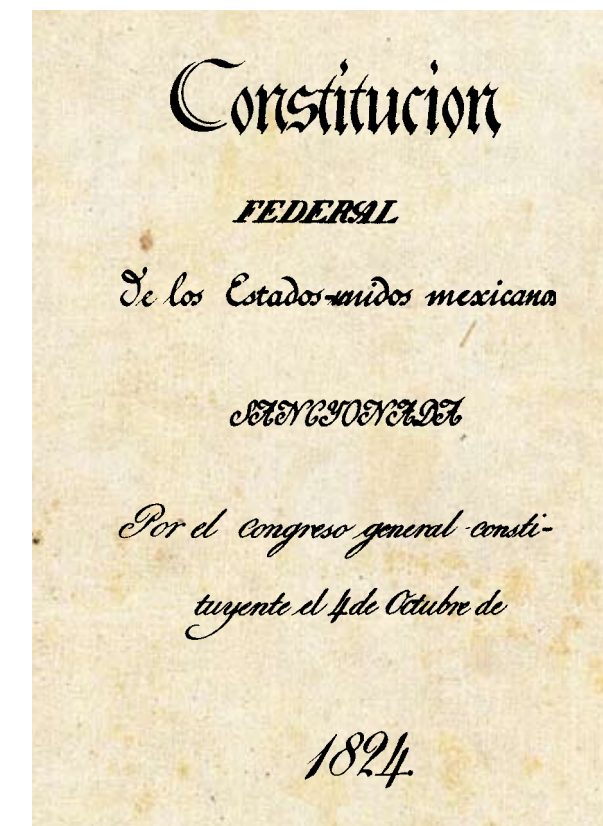 Constitucion
FEDERAL
De los Estados-unidos mexicanos
SANCYONADA
Por el congreso general consti-
tuyente el 4 de Octubre de
1824.